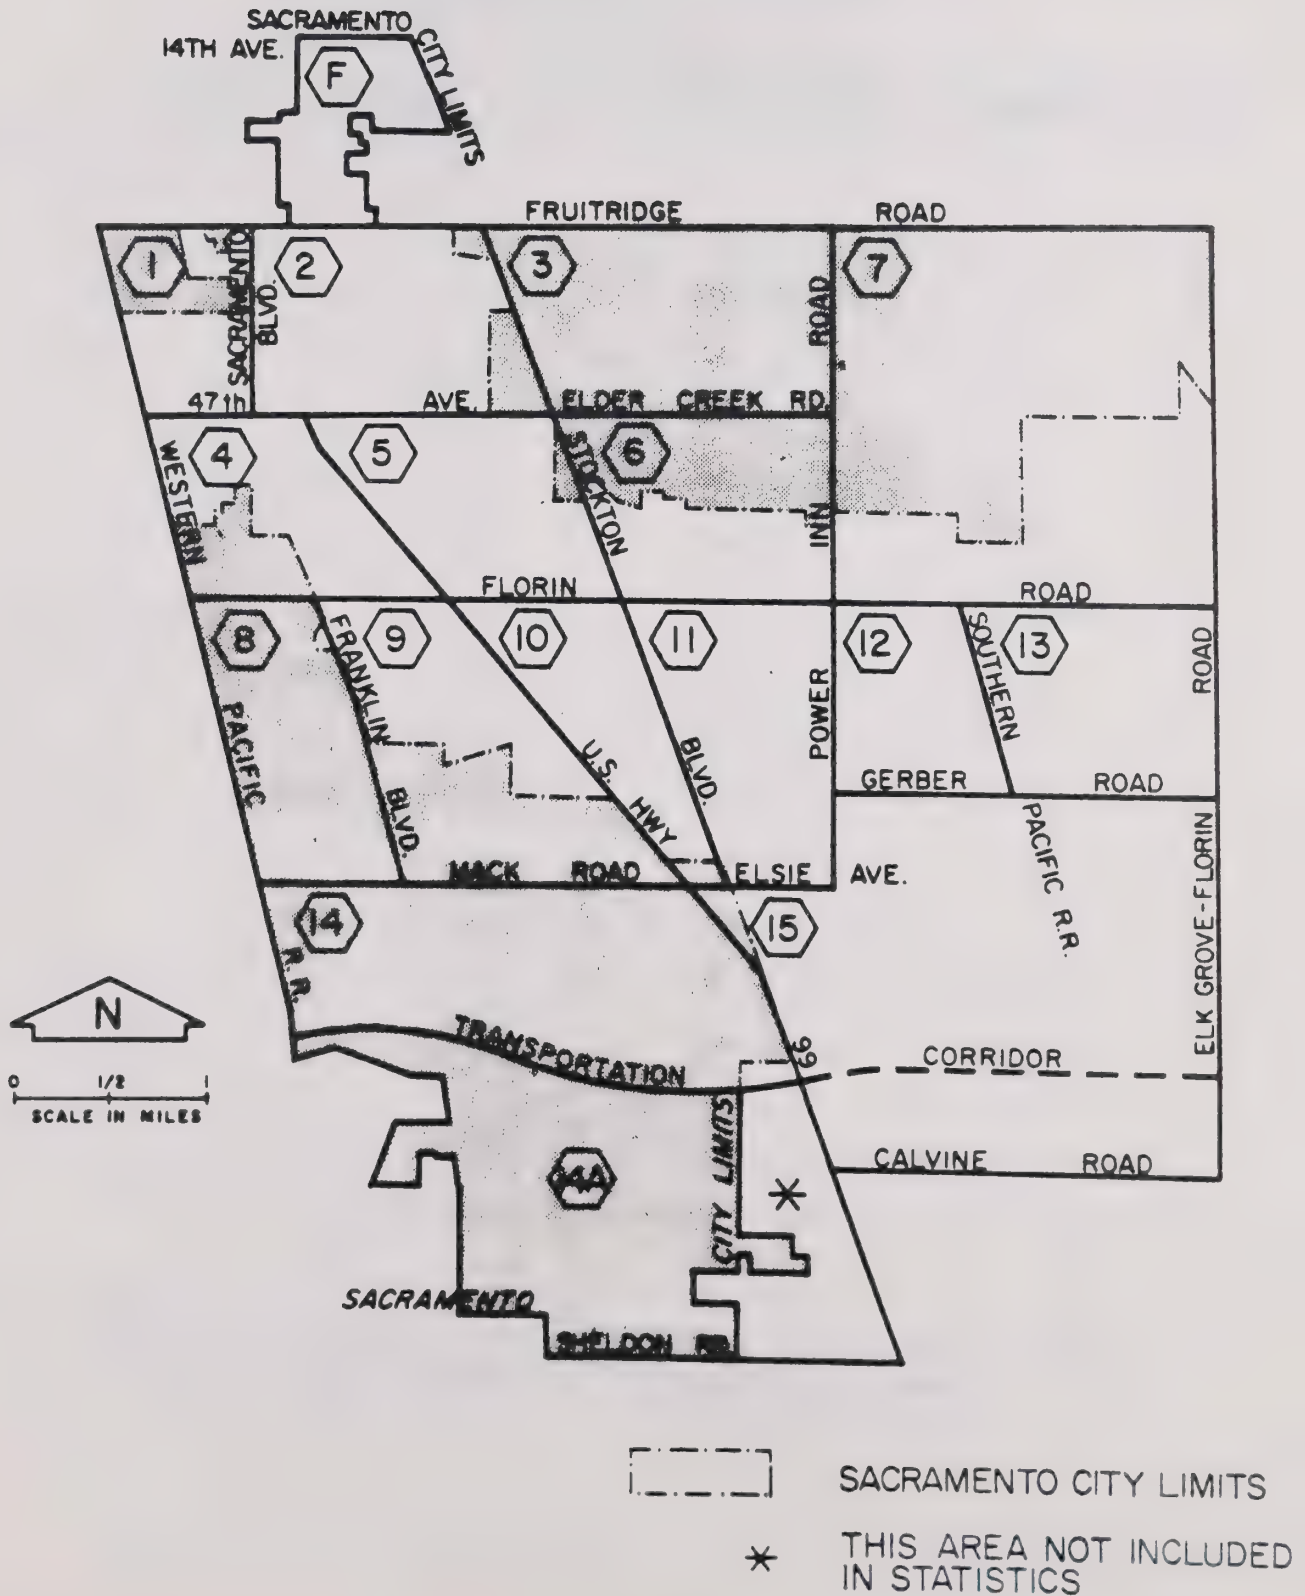 SACRAMENTO
14TH AVE.
CITY LIMITS
F
FRUITRIDGE ROAD
1
SACRAMENTO
BLVD.
2
3
ROAD
7
47th AVE. ELDER CREEK RD.
WESTERN
4
5
STOCKTON
6
INN
FLORIN ROAD
8
FRANKLIN
9
10
11
12
SOUTHERN
13
ROAD
PACIFIC
U.S.
BLVD.
POWER
GERBER ROAD
BLVD.
HWY
PACIFIC R.R.
ELK GROVE-FLORIN
MACK ROAD ELSIE AVE.
14
15
R.R.
N
0 1/2 1
SCALE IN MILES
TRANSPORTATION
99
CORRIDOR
CITY LIMITS
CALVINE ROAD
14A
*
SACRAMENTO
SHELDON RD.
SACRAMENTO CITY LIMITS
* THIS AREA NOT INCLUDED
IN STATISTICS